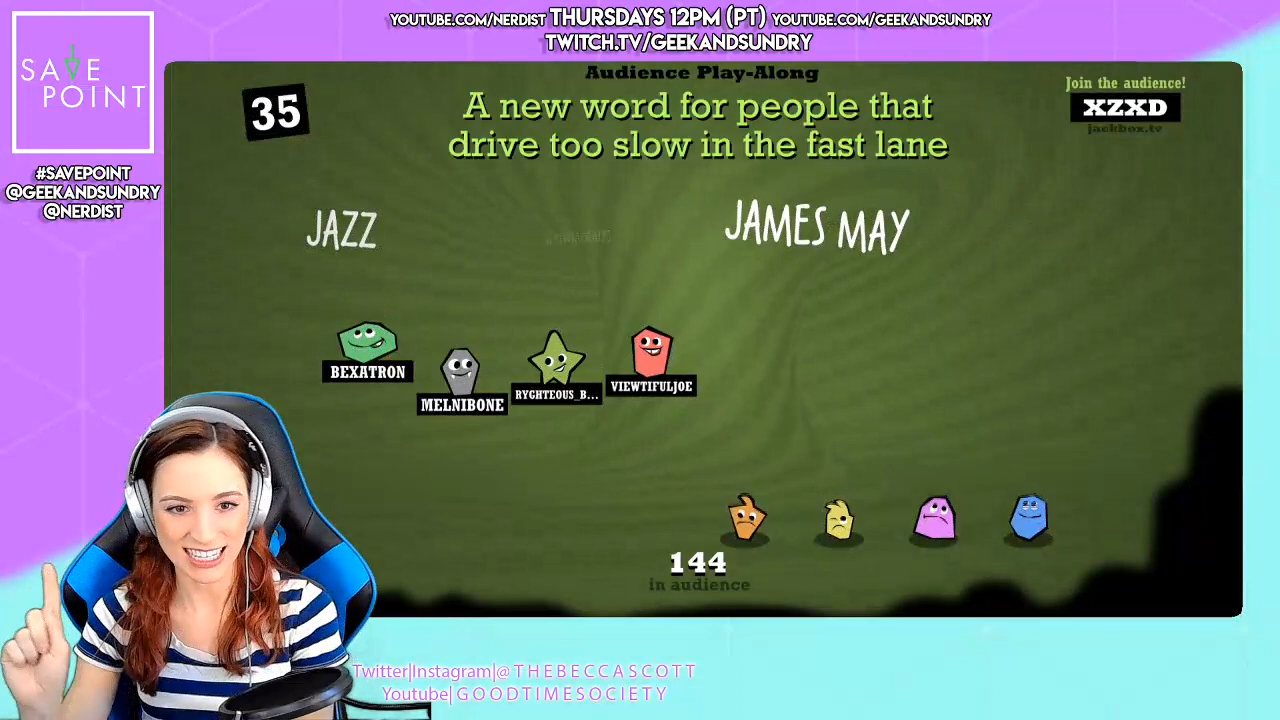 YOUTUBE.COM/NERDIST THURSDAYS 12PM (PT) YOUTUBE.COM/GEEKANDSUNDRY
TWITCH.TV/GEEKANDSUNDRY
SAVE
POINT
#SAVEPOINT
@GEEKANDSUNDRY
@NERDIST
Audience Play-Along
35
A new word for people that
drive too slow in the fast lane
Join the audience!
XZXD
jackbox.tv
JAZZ
JAMES MAY
BEXATRON
MELNIBONE
RYGHTEOUS_B...
VIEWTIFULJOE
144
in audience
Twitter|Instagram|@THEBECCASCOTT
Youtube|GOODTIMESOCIETY